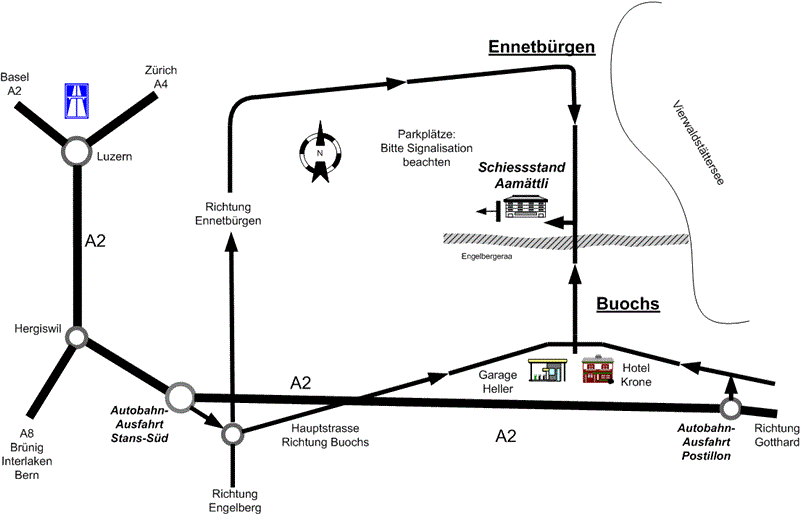 Ennetbürgen
Basel
A2
Zürich
A4
Luzern
N
Parkplätze:
Bitte Signalisation
beachten
Vierwaldstättersee
Schiessstand
Aamättli
Richtung
Ennetbürgen
A2
Engelbergeraa
Buochs
Hergiswil
Garage
Heller
Hotel
Krone
A2
Autobahn-
Ausfahrt
Stans-Süd
Hauptstrasse
Richtung Buochs
A2
Autobahn-
Ausfahrt
Postillon
Richtung
Gotthard
A8
Brünig
Interlaken
Bern
Richtung
Engelberg